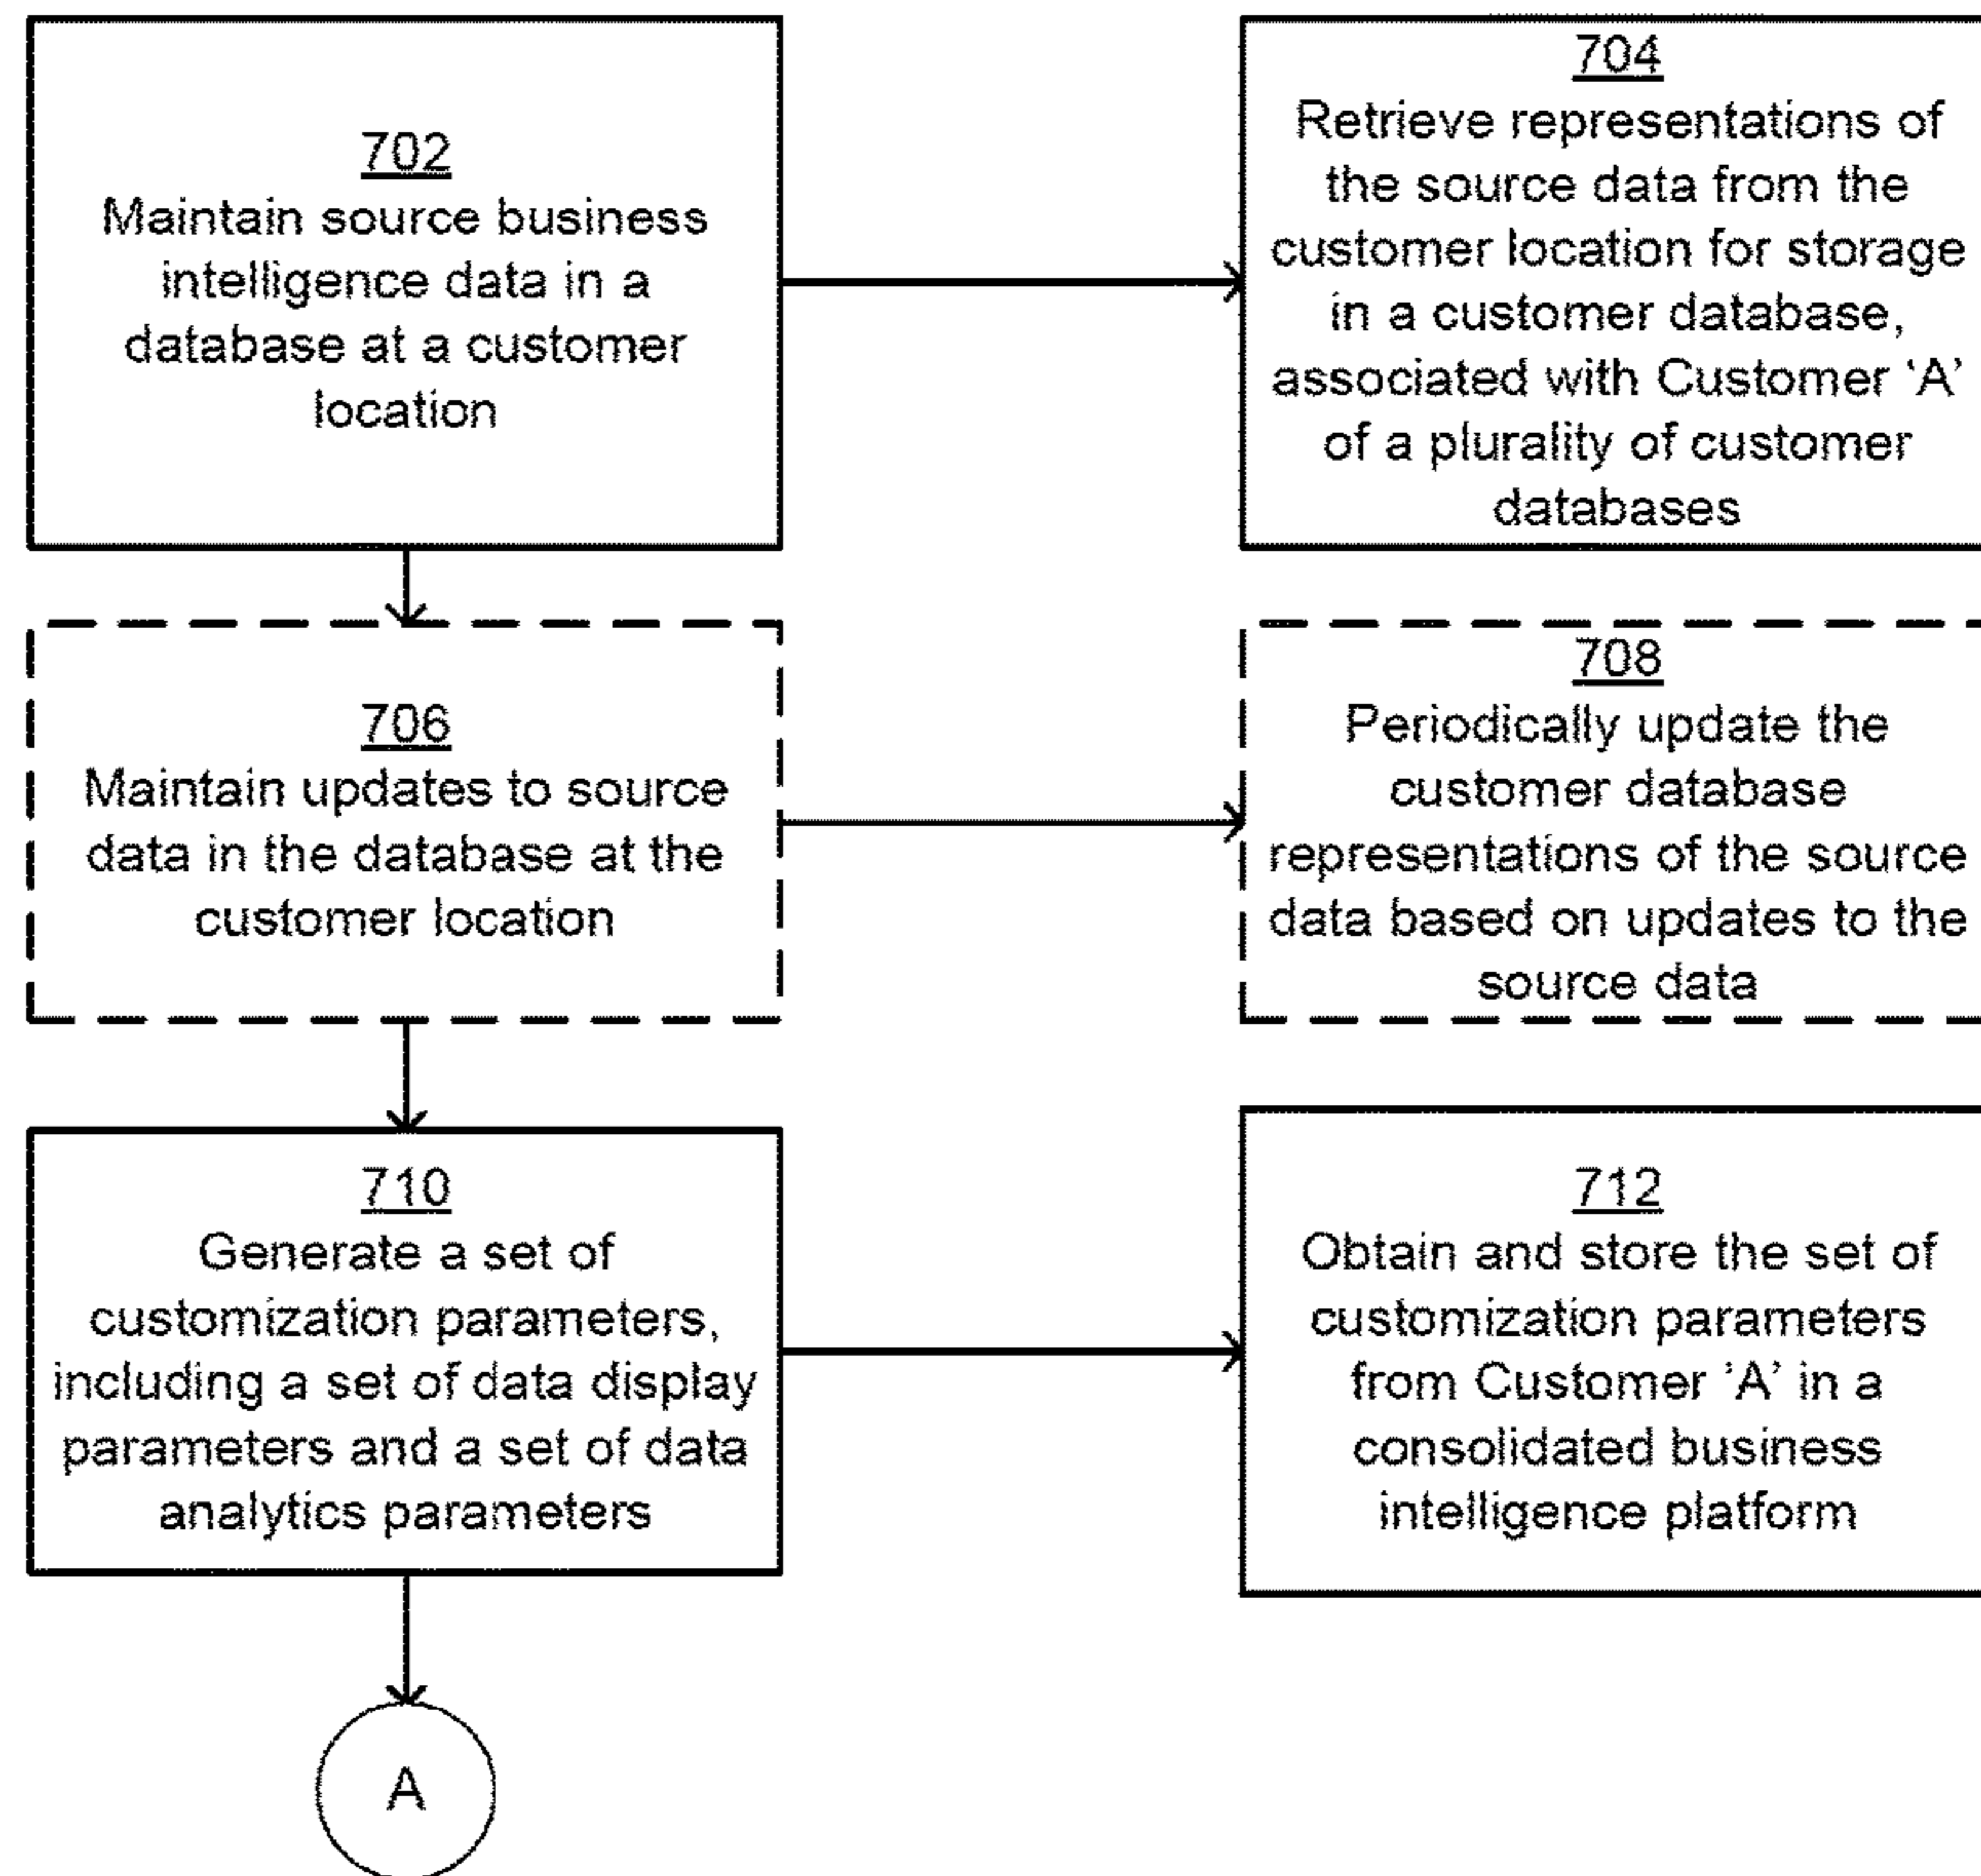 702
Maintain source business
intelligence data in a
database at a customer
location
704
Retrieve representations of
the source data from the
customer location for storage
in a customer database,
associated with Customer ‘A’
of a plurality of customer
databases
706
Maintain updates to source
data in the database at the
customer location
708
Periodically update the
customer database
representations of the source
data based on updates to the
source data
710
Generate a set of
customization parameters,
including a set of data display
parameters and a set of data
analytics parameters
712
Obtain and store the set of
customization parameters
from Customer ‘A’ in a
consolidated business
intelligence platform
A